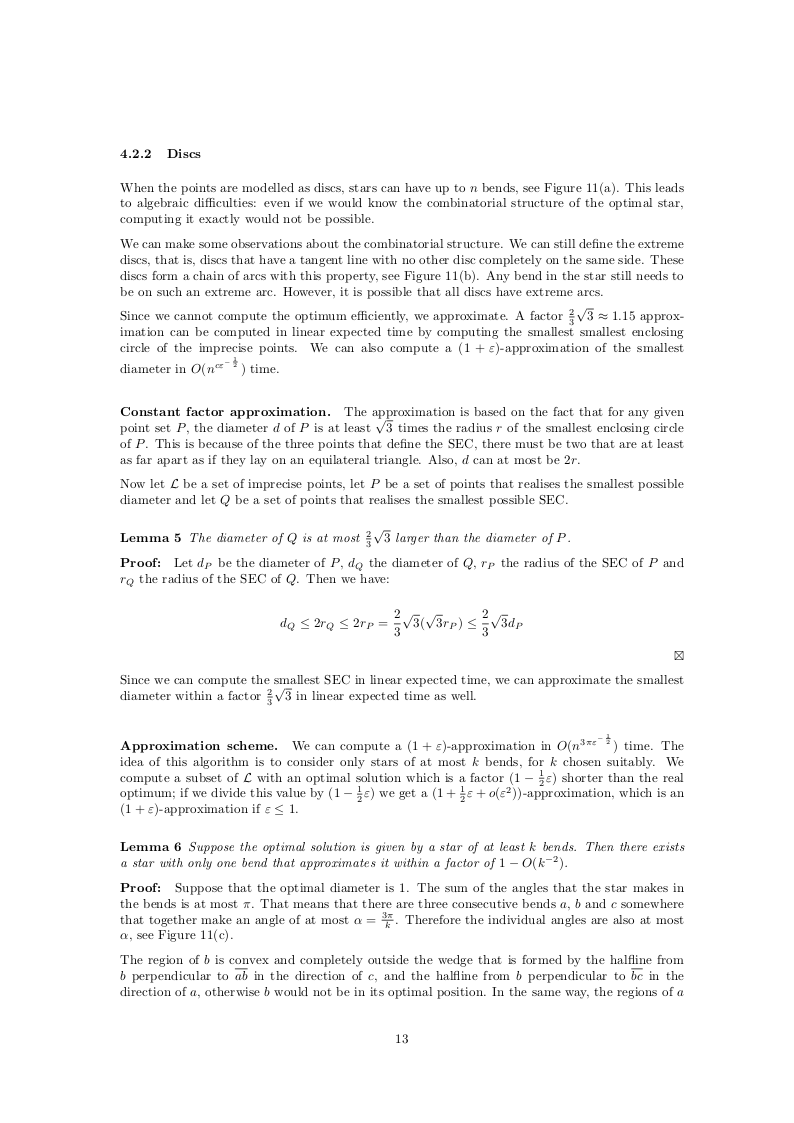 4.2.2 Discs
When the points are modelled as discs, stars can have up to n bends, see Figure 11(a). This leads
to algebraic difficulties: even if we would know the combinatorial structure of the optimal star,
computing it exactly would not be possible.
We can make some observations about the combinatorial structure. We can still define the extreme
discs, that is, discs that have a tangent line with no other disc completely on the same side. These
discs form a chain of arcs with this property, see Figure 11(b). Any bend in the star still needs to
be on such an extreme arc. However, it is possible that all discs have extreme arcs.
Since we cannot compute the optimum efficiently, we approximate. A factor $\frac{2}{3}\sqrt{3} \approx 1.15$ approx-
imation can be computed in linear expected time by computing the smallest smallest enclosing
circle of the imprecise points. We can also compute a $(1 + \varepsilon)$-approximation of the smallest
diameter in $O(n^{c\varepsilon^{-\frac{1}{2}}})$ time.
Constant factor approximation. The approximation is based on the fact that for any given
point set P, the diameter d of P is at least $\sqrt{3}$ times the radius r of the smallest enclosing circle
of P. This is because of the three points that define the SEC, there must be two that are at least
as far apart as if they lay on an equilateral triangle. Also, d can at most be 2r.
Now let $\mathcal{L}$ be a set of imprecise points, let P be a set of points that realises the smallest possible
diameter and let Q be a set of points that realises the smallest possible SEC.
Lemma 5 The diameter of Q is at most $\frac{2}{3}\sqrt{3}$ larger than the diameter of P.
Proof: Let $d_P$ be the diameter of P, $d_Q$ the diameter of Q, $r_P$ the radius of the SEC of P and
$r_Q$ the radius of the SEC of Q. Then we have:
$d_Q \leq 2r_Q \leq 2r_P = \frac{2}{3}\sqrt{3}(\sqrt{3}r_P) \leq \frac{2}{3}\sqrt{3}d_P$
⊠
Since we can compute the smallest SEC in linear expected time, we can approximate the smallest
diameter within a factor $\frac{2}{3}\sqrt{3}$ in linear expected time as well.
Approximation scheme. We can compute a $(1 + \varepsilon)$-approximation in $O(n^{3\pi\varepsilon^{-\frac{1}{2}}})$ time. The
idea of this algorithm is to consider only stars of at most k bends, for k chosen suitably. We
compute a subset of $\mathcal{L}$ with an optimal solution which is a factor $(1 - \frac{1}{2}\varepsilon)$ shorter than the real
optimum; if we divide this value by $(1 - \frac{1}{2}\varepsilon)$ we get a $(1 + \frac{1}{2}\varepsilon + o(\varepsilon^2))$-approximation, which is an
$(1 + \varepsilon)$-approximation if $\varepsilon \leq 1$.
Lemma 6 Suppose the optimal solution is given by a star of at least k bends. Then there exists
a star with only one bend that approximates it within a factor of $1 - O(k^{-2})$.
Proof: Suppose that the optimal diameter is 1. The sum of the angles that the star makes in
the bends is at most $\pi$. That means that there are three consecutive bends a, b and c somewhere
that together make an angle of at most $\alpha = \frac{3\pi}{k}$. Therefore the individual angles are also at most
$\alpha$, see Figure 11(c).
The region of b is convex and completely outside the wedge that is formed by the halfline from
b perpendicular to $\overline{ab}$ in the direction of c, and the halfline from b perpendicular to $\overline{bc}$ in the
direction of a, otherwise b would not be in its optimal position. In the same way, the regions of a
13